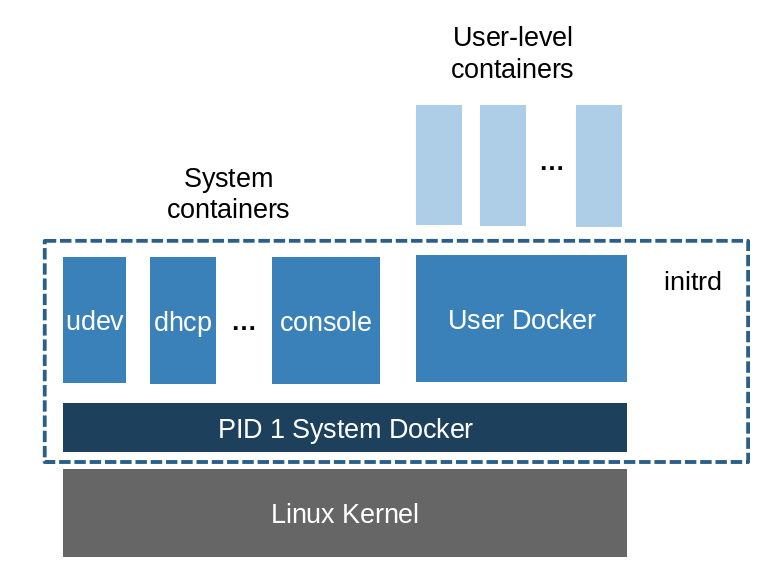 User-level
containers
...
System
containers
initrd
udev
dhcp
...
console
User Docker
PID 1 System Docker
Linux Kernel